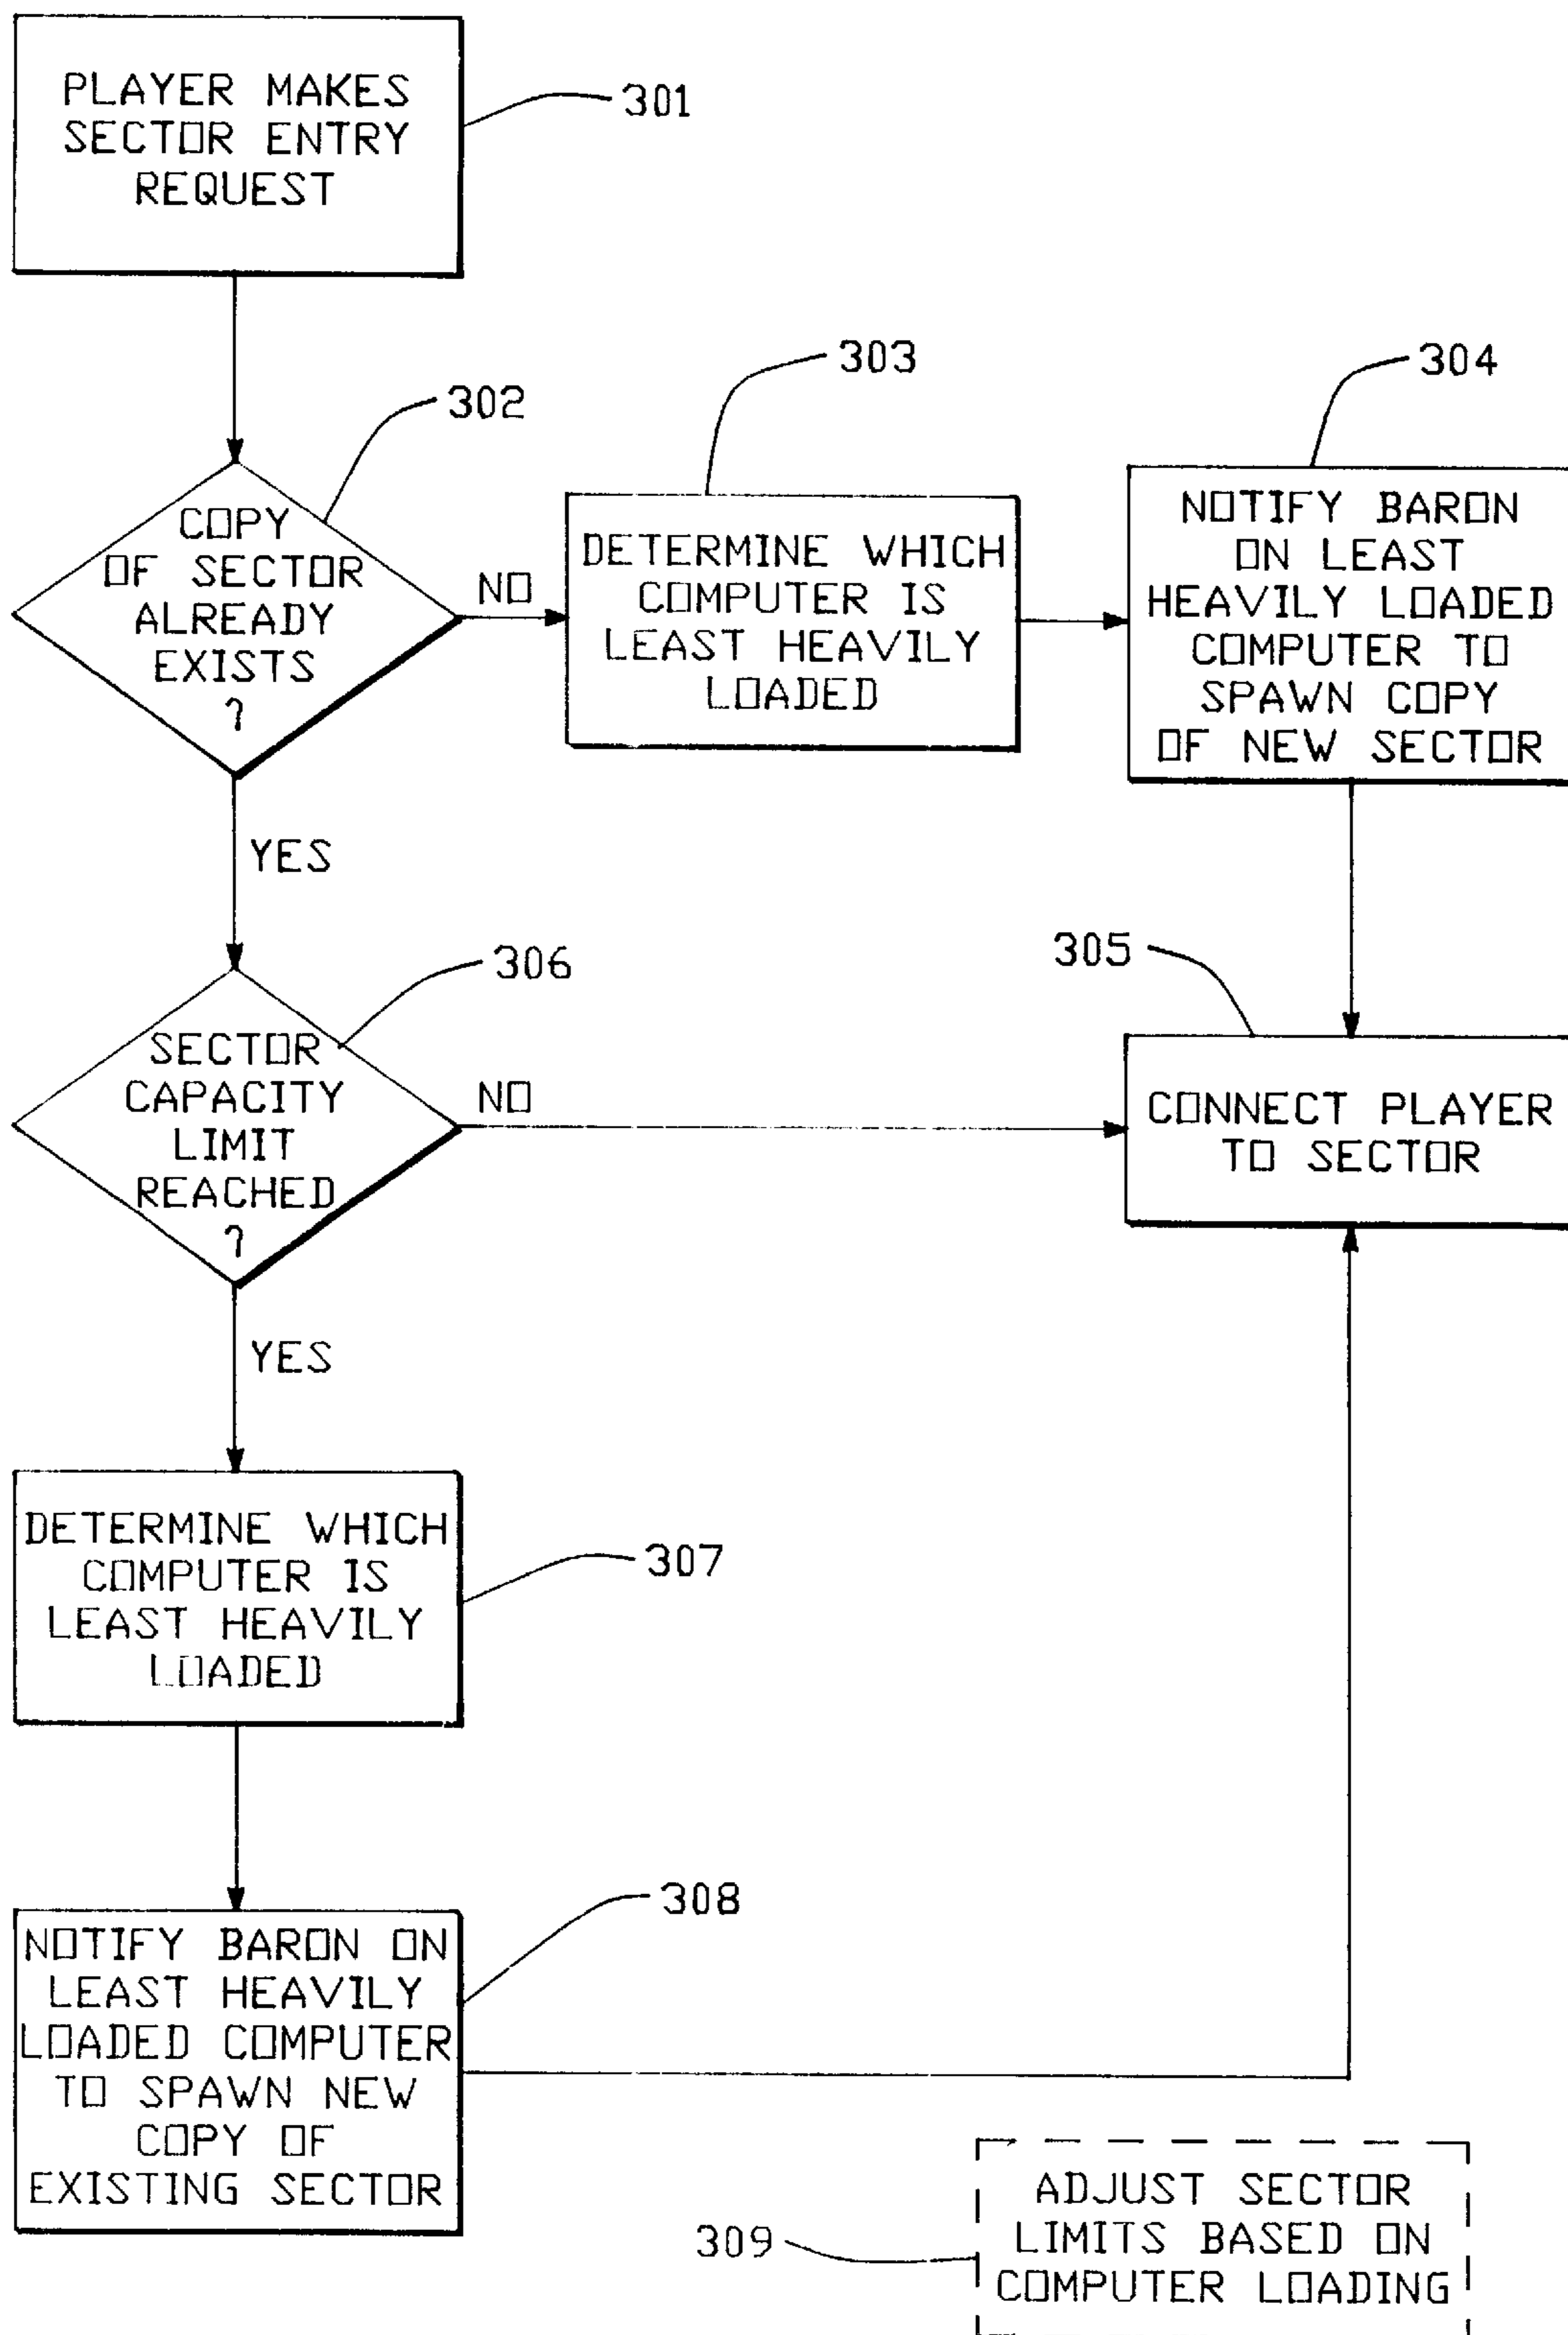 PLAYER MAKES
SECTOR ENTRY
REQUEST
301
302
COPY
OF SECTOR
ALREADY
EXISTS
?
NO
303
DETERMINE WHICH
COMPUTER IS
LEAST HEAVILY
LOADED
304
NOTIFY BARON
ON LEAST
HEAVILY LOADED
COMPUTER TO
SPAWN COPY
OF NEW SECTOR
YES
306
SECTOR
CAPACITY
LIMIT
REACHED
?
NO
305
CONNECT PLAYER
TO SECTOR
YES
307
DETERMINE WHICH
COMPUTER IS
LEAST HEAVILY
LOADED
308
NOTIFY BARON ON
LEAST HEAVILY
LOADED COMPUTER
TO SPAWN NEW
COPY OF
EXISTING SECTOR
309
ADJUST SECTOR
LIMITS BASED ON
COMPUTER LOADING